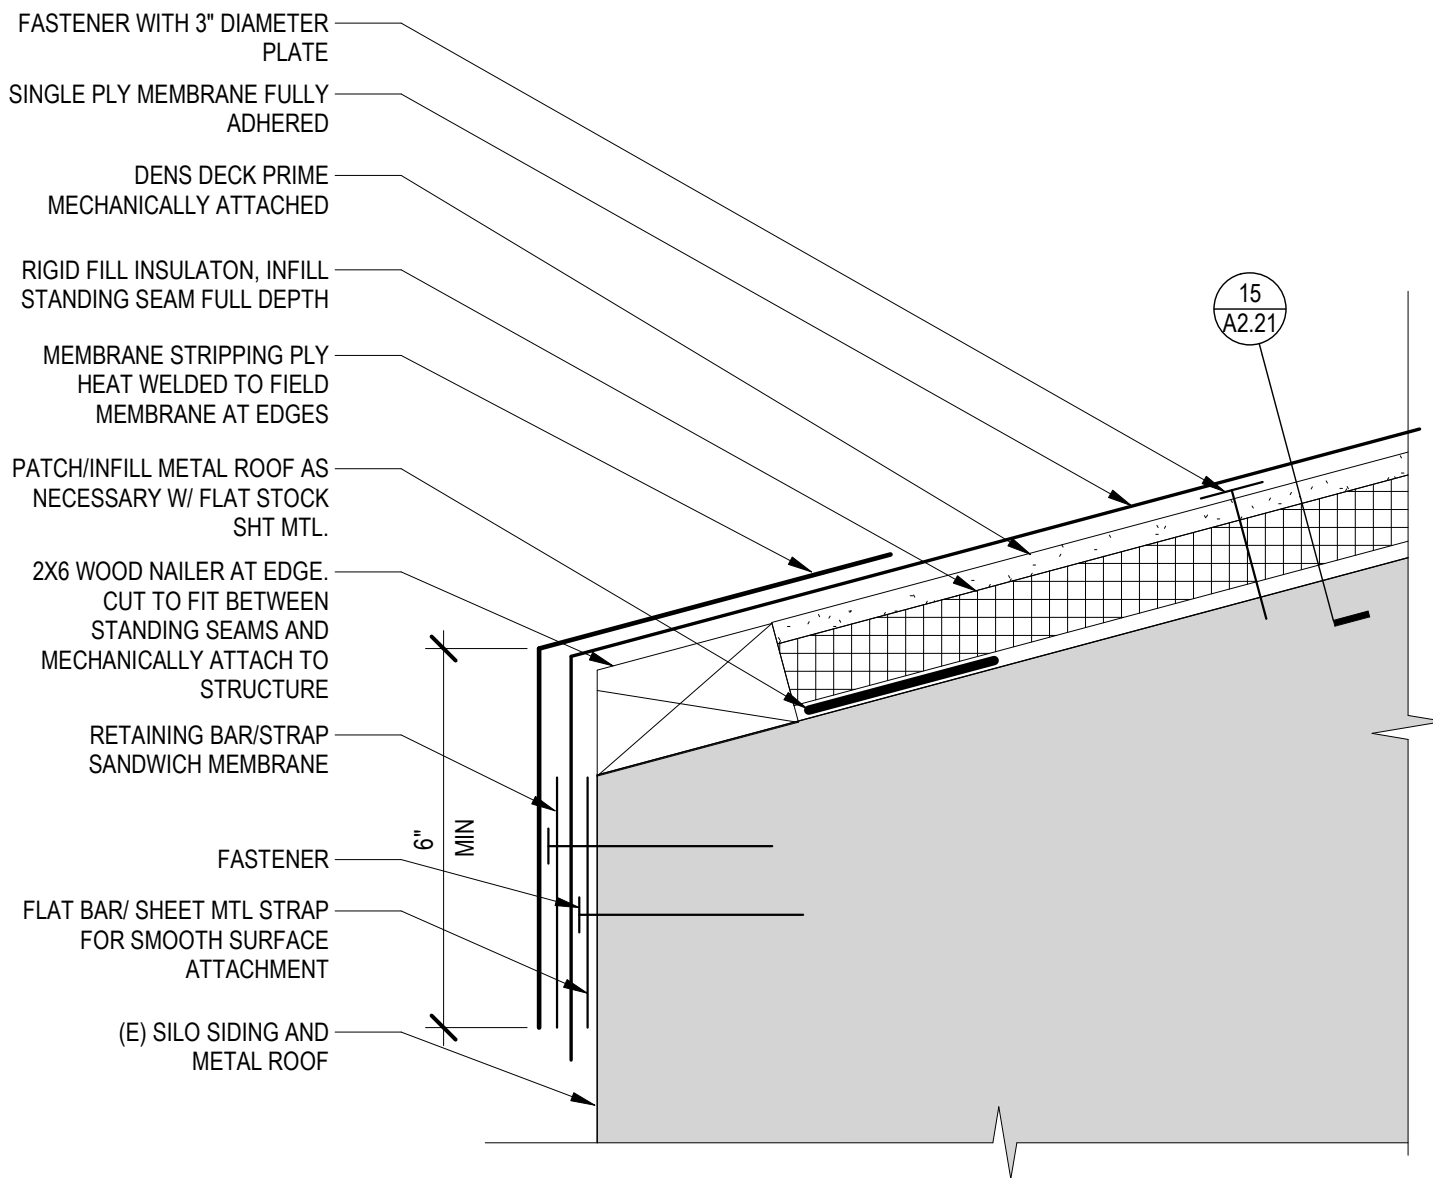 FASTENER WITH 3" DIAMETER
PLATE
SINGLE PLY MEMBRANE FULLY
ADHERED
DENS DECK PRIME
MECHANICALLY ATTACHED
RIGID FILL INSULATON, INFILL
STANDING SEAM FULL DEPTH
MEMBRANE STRIPPING PLY
HEAT WELDED TO FIELD
MEMBRANE AT EDGES
PATCH/INFILL METAL ROOF AS
NECESSARY W/ FLAT STOCK
SHT MTL.
2X6 WOOD NAILER AT EDGE.
CUT TO FIT BETWEEN
STANDING SEAMS AND
MECHANICALLY ATTACH TO
STRUCTURE
RETAINING BAR/STRAP
SANDWICH MEMBRANE
FASTENER
FLAT BAR/ SHEET MTL STRAP
FOR SMOOTH SURFACE
ATTACHMENT
(E) SILO SIDING AND
METAL ROOF
6"
MIN
15
A2.21